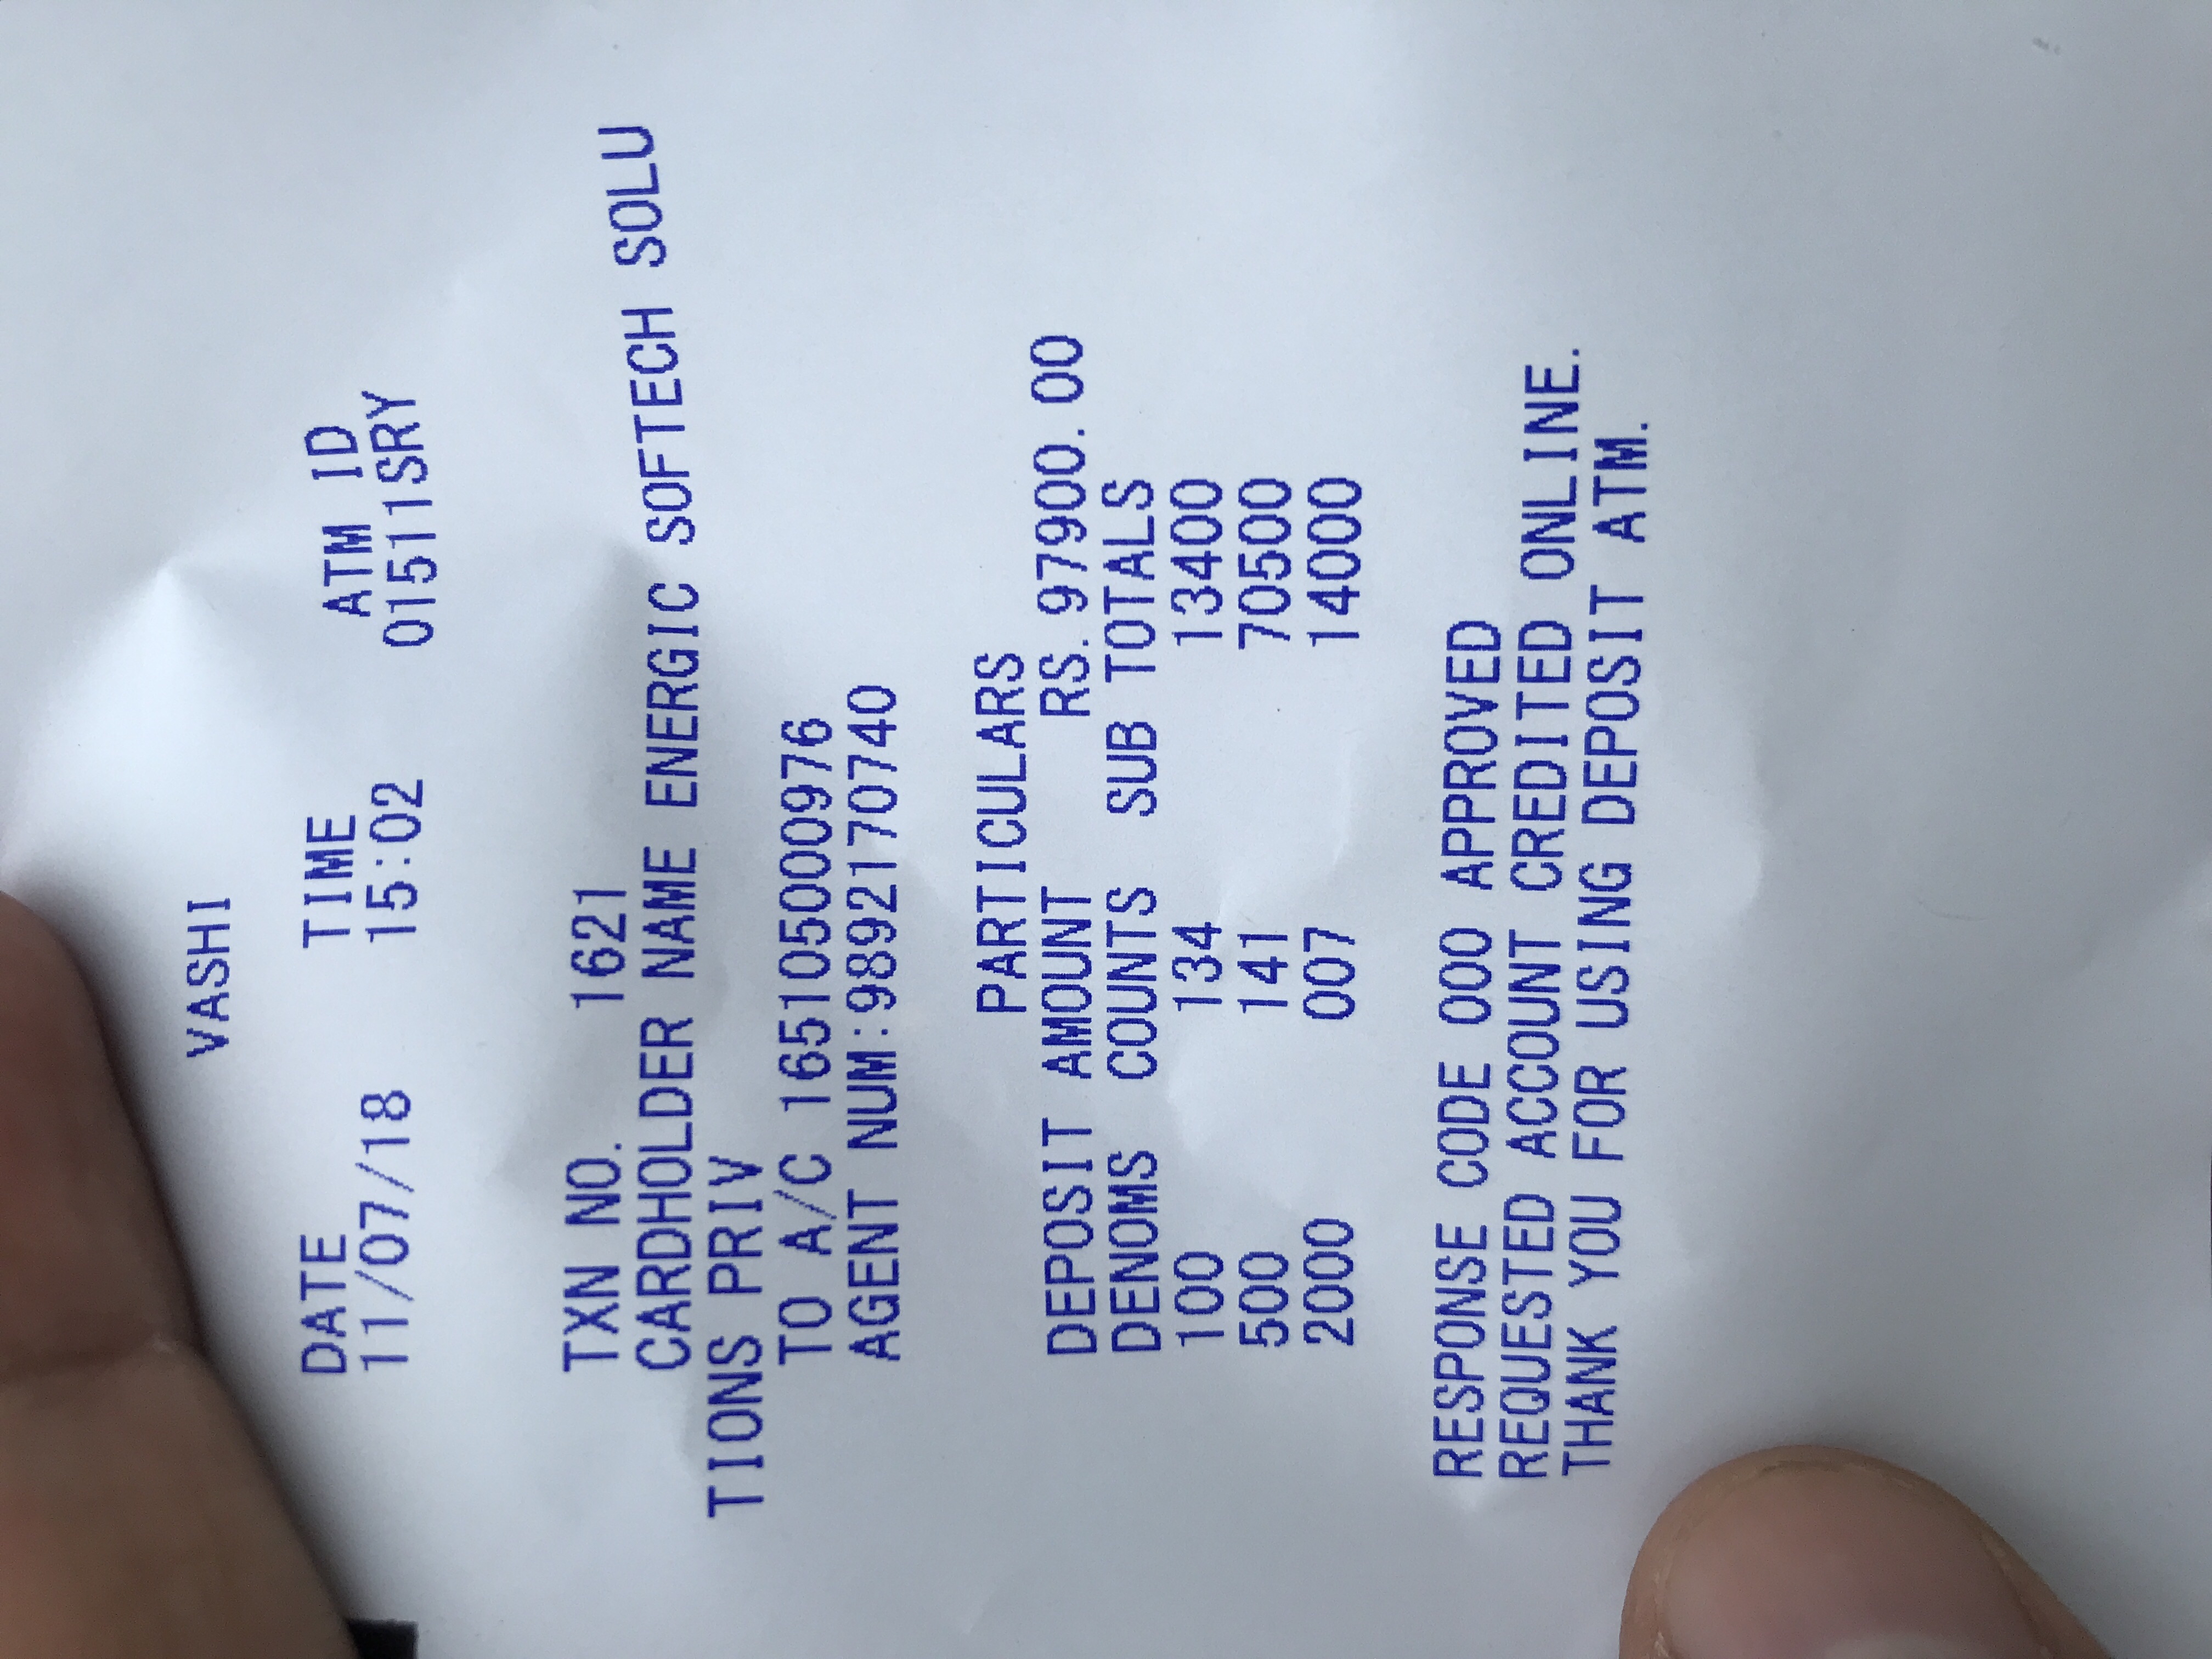 VASHI
DATE TIME ATM ID
11/07/18 15:02 01511SRY
TXN NO. 1621
CARDHOLDER NAME ENERGIC SOFTECH SOLU
TIONS PRIV
TO A/C 165105000976
AGENT NUM:9892170740
PARTICULARS
DEPOSIT AMOUNT RS.97900.00
DENOMS COUNTS SUB TOTALS
100 134 13400
500 141 70500
2000 007 14000
RESPONSE CODE 000 APPROVED
REQUESTED ACCOUNT CREDITED ONLINE.
THANK YOU FOR USING DEPOSIT ATM.